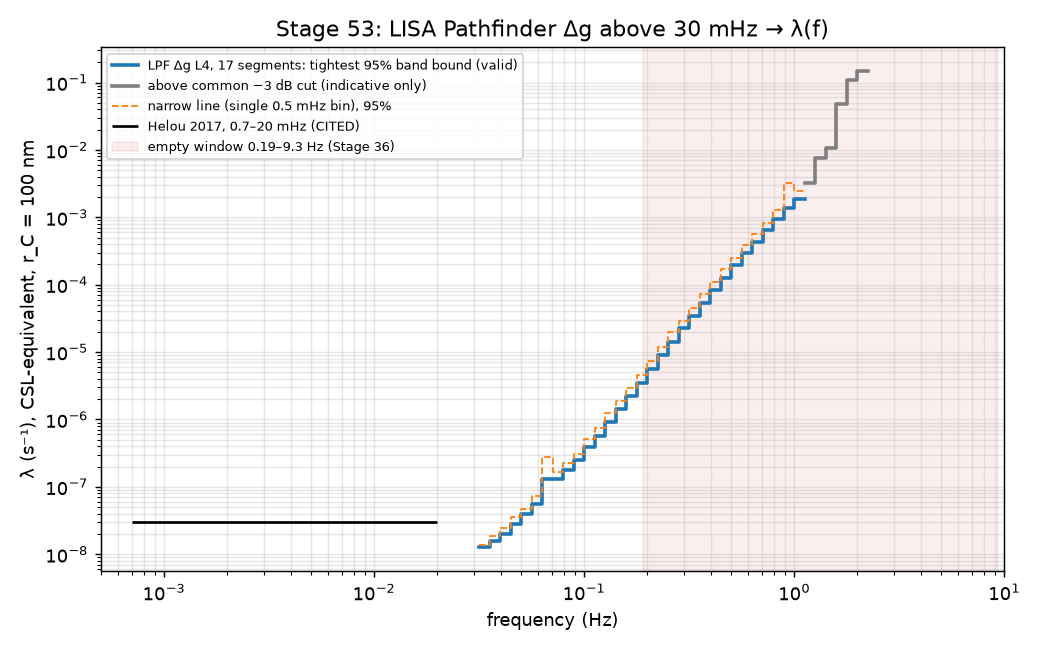 Stage 53: LISA Pathfinder Δg above 30 mHz → λ(f)
LPF Δg L4, 17 segments: tightest 95% band bound (valid)
above common −3 dB cut (indicative only)
narrow line (single 0.5 mHz bin), 95%
Helou 2017, 0.7–20 mHz (CITED)
empty window 0.19–9.3 Hz (Stage 36)
λ (s⁻¹), CSL-equivalent, r_C = 100 nm
10⁻¹
10⁻²
10⁻³
10⁻⁴
10⁻⁵
10⁻⁶
10⁻⁷
10⁻⁸
10⁻³ 10⁻² 10⁻¹ 10⁰ 10¹
frequency (Hz)